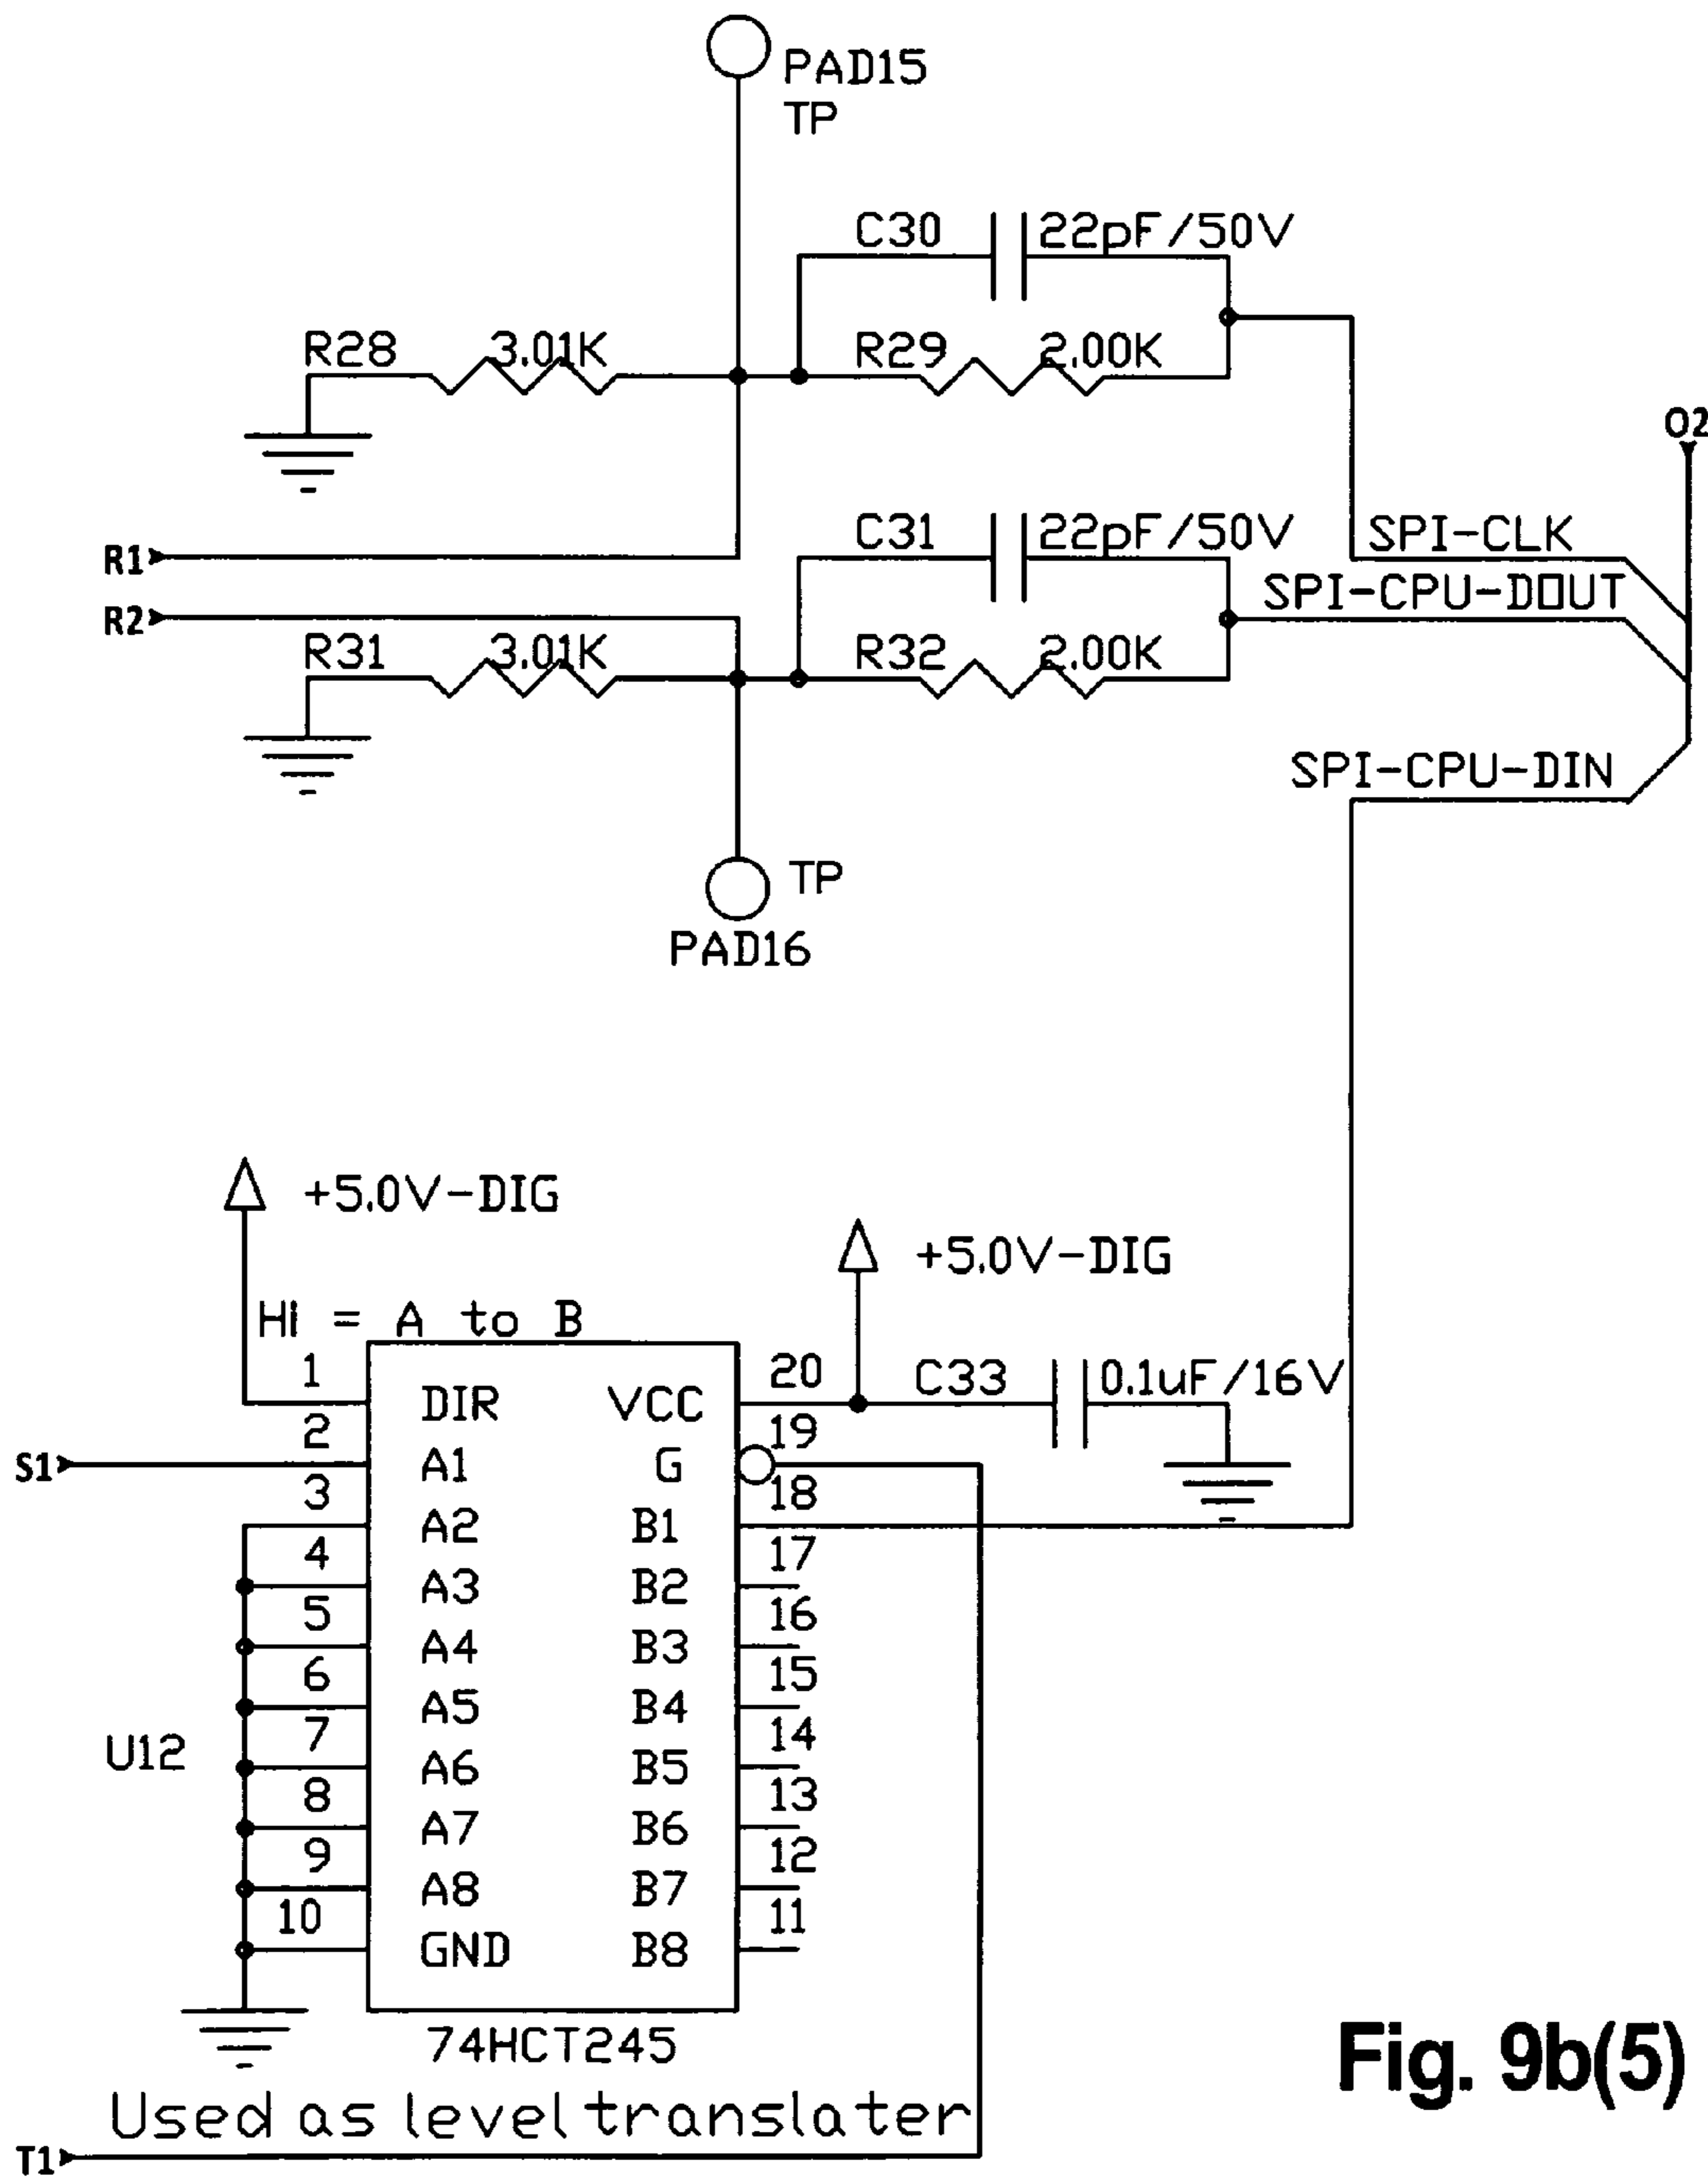 PAD15
TP
C30 22pF/50V
R28 3.01K R29 2.00K
O2
R1
C31 22pF/50V SPI-CLK
R2
SPI-CPU-DOUT
R31 3.01K R32 2.00K
SPI-CPU-DIN
TP
PAD16
+5.0V-DIG
+5.0V-DIG
HI = A to B
1 DIR VCC 20 C33 0.1uF/16V
S1 2 A1 G 19
3 A2 B1 18
4 A3 B2 17
5 A4 B3 16
6 A5 B4 15
U12
7 A6 B5 14
8 A7 B6 13
9 A8 B7 12
10 GND B8 11
74HCT245
Used as level translater
T1
Fig. 9b(5)